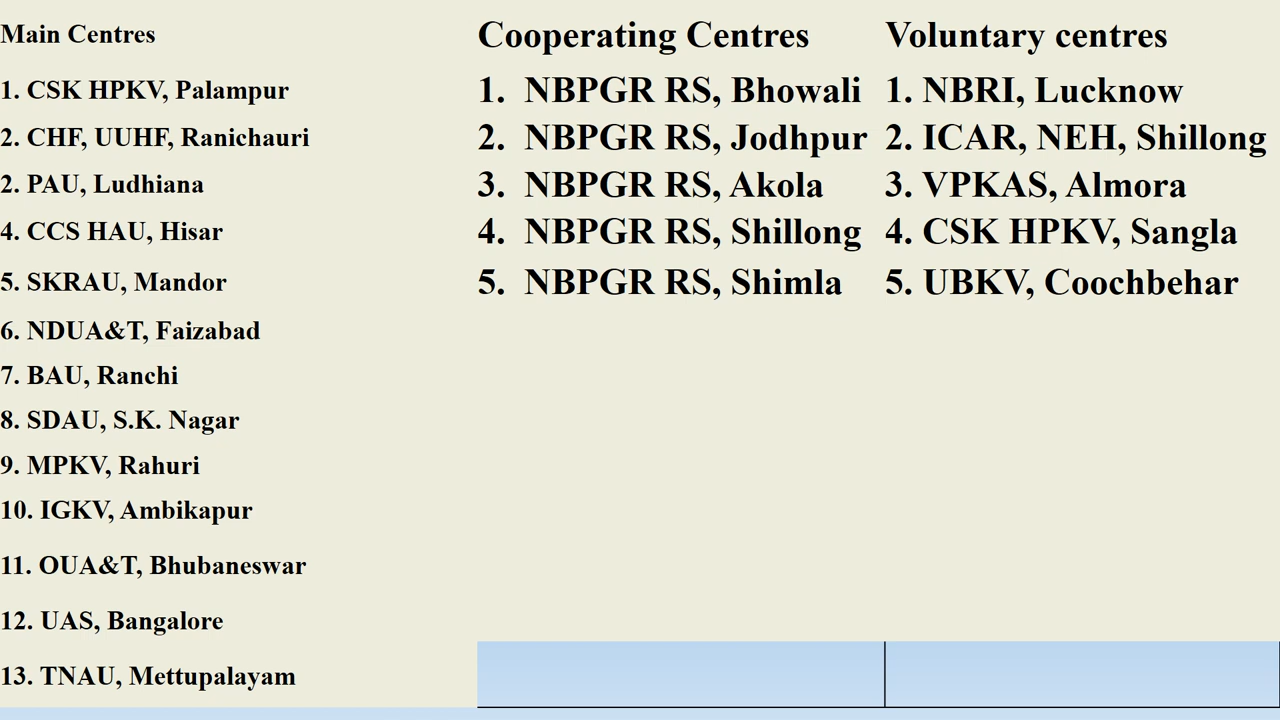 Main Centres
1. CSK HPKV, Palampur
2. CHF, UUHF, Ranichauri
2. PAU, Ludhiana
4. CCS HAU, Hisar
5. SKRAU, Mandor
6. NDUA&T, Faizabad
7. BAU, Ranchi
8. SDAU, S.K. Nagar
9. MPKV, Rahuri
10. IGKV, Ambikapur
11. OUA&T, Bhubaneswar
12. UAS, Bangalore
13. TNAU, Mettupalayam
Cooperating Centres
1. NBPGR RS, Bhowali
2. NBPGR RS, Jodhpur
3. NBPGR RS, Akola
4. NBPGR RS, Shillong
5. NBPGR RS, Shimla
Voluntary centres
1. NBRI, Lucknow
2. ICAR, NEH, Shillong
3. VPKAS, Almora
4. CSK HPKV, Sangla
5. UBKV, Coochbehar